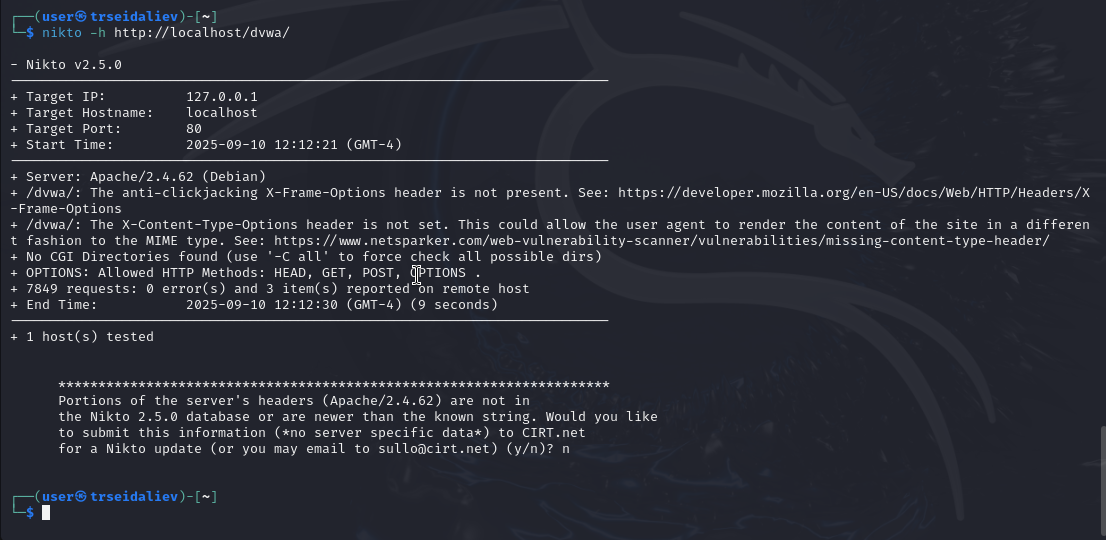 ┌──(user㉿trseidaliev)-[~]
└─$ nikto -h http://localhost/dvwa/
- Nikto v2.5.0
---------------------------------------------------------------------------
+ Target IP:          127.0.0.1
+ Target Hostname:    localhost
+ Target Port:        80
+ Start Time:         2025-09-10 12:12:21 (GMT-4)
---------------------------------------------------------------------------
+ Server: Apache/2.4.62 (Debian)
+ /dvwa/: The anti-clickjacking X-Frame-Options header is not present. See: https://developer.mozilla.org/en-US/docs/Web/HTTP/Headers/X
-Frame-Options
+ /dvwa/: The X-Content-Type-Options header is not set. This could allow the user agent to render the content of the site in a differen
t fashion to the MIME type. See: https://www.netsparker.com/web-vulnerability-scanner/vulnerabilities/missing-content-type-header/
+ No CGI Directories found (use '-C all' to force check all possible dirs)
+ OPTIONS: Allowed HTTP Methods: HEAD, GET, POST, OPTIONS .
+ 7849 requests: 0 error(s) and 3 item(s) reported on remote host
+ End Time:           2025-09-10 12:12:30 (GMT-4) (9 seconds)
---------------------------------------------------------------------------
+ 1 host(s) tested
*********************************************************************
Portions of the server's headers (Apache/2.4.62) are not in
the Nikto 2.5.0 database or are newer than the known string. Would you like
to submit this information (*no server specific data*) to CIRT.net
for a Nikto update (or you may email to sullo@cirt.net) (y/n)? n
┌──(user㉿trseidaliev)-[~]
└─$